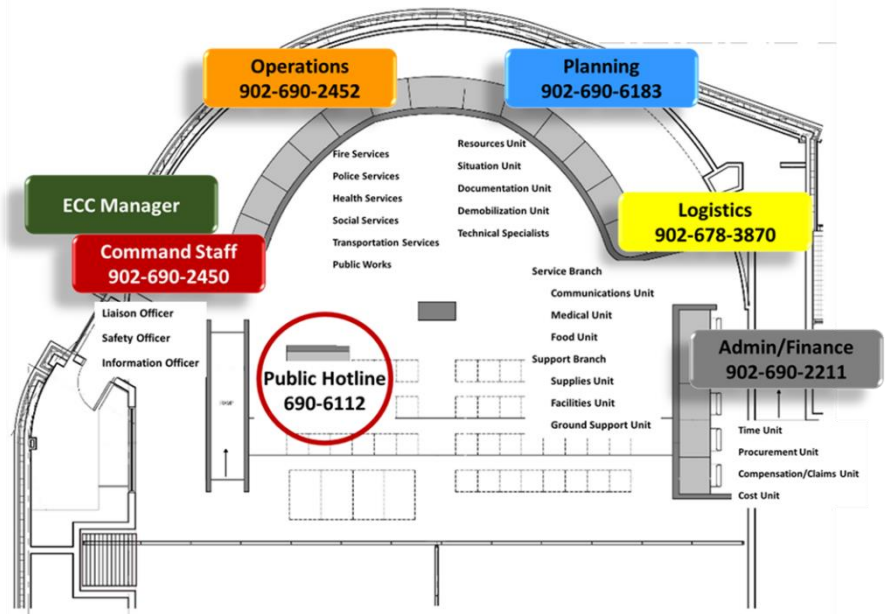 Operations
902-690-2452
Planning
902-690-6183
ECC Manager
Command Staff
902-690-2450
Logistics
902-678-3870
Fire Services
Police Services
Health Services
Social Services
Transportation Services
Public Works
Resources Unit
Situation Unit
Documentation Unit
Demobilization Unit
Technical Specialists
Liaison Officer
Safety Officer
Information Officer
Public Hotline
690-6112
Service Branch
Communications Unit
Medical Unit
Food Unit
Support Branch
Supplies Unit
Facilities Unit
Ground Support Unit
Admin/Finance
902-690-2211
Time Unit
Procurement Unit
Compensation/Claims Unit
Cost Unit